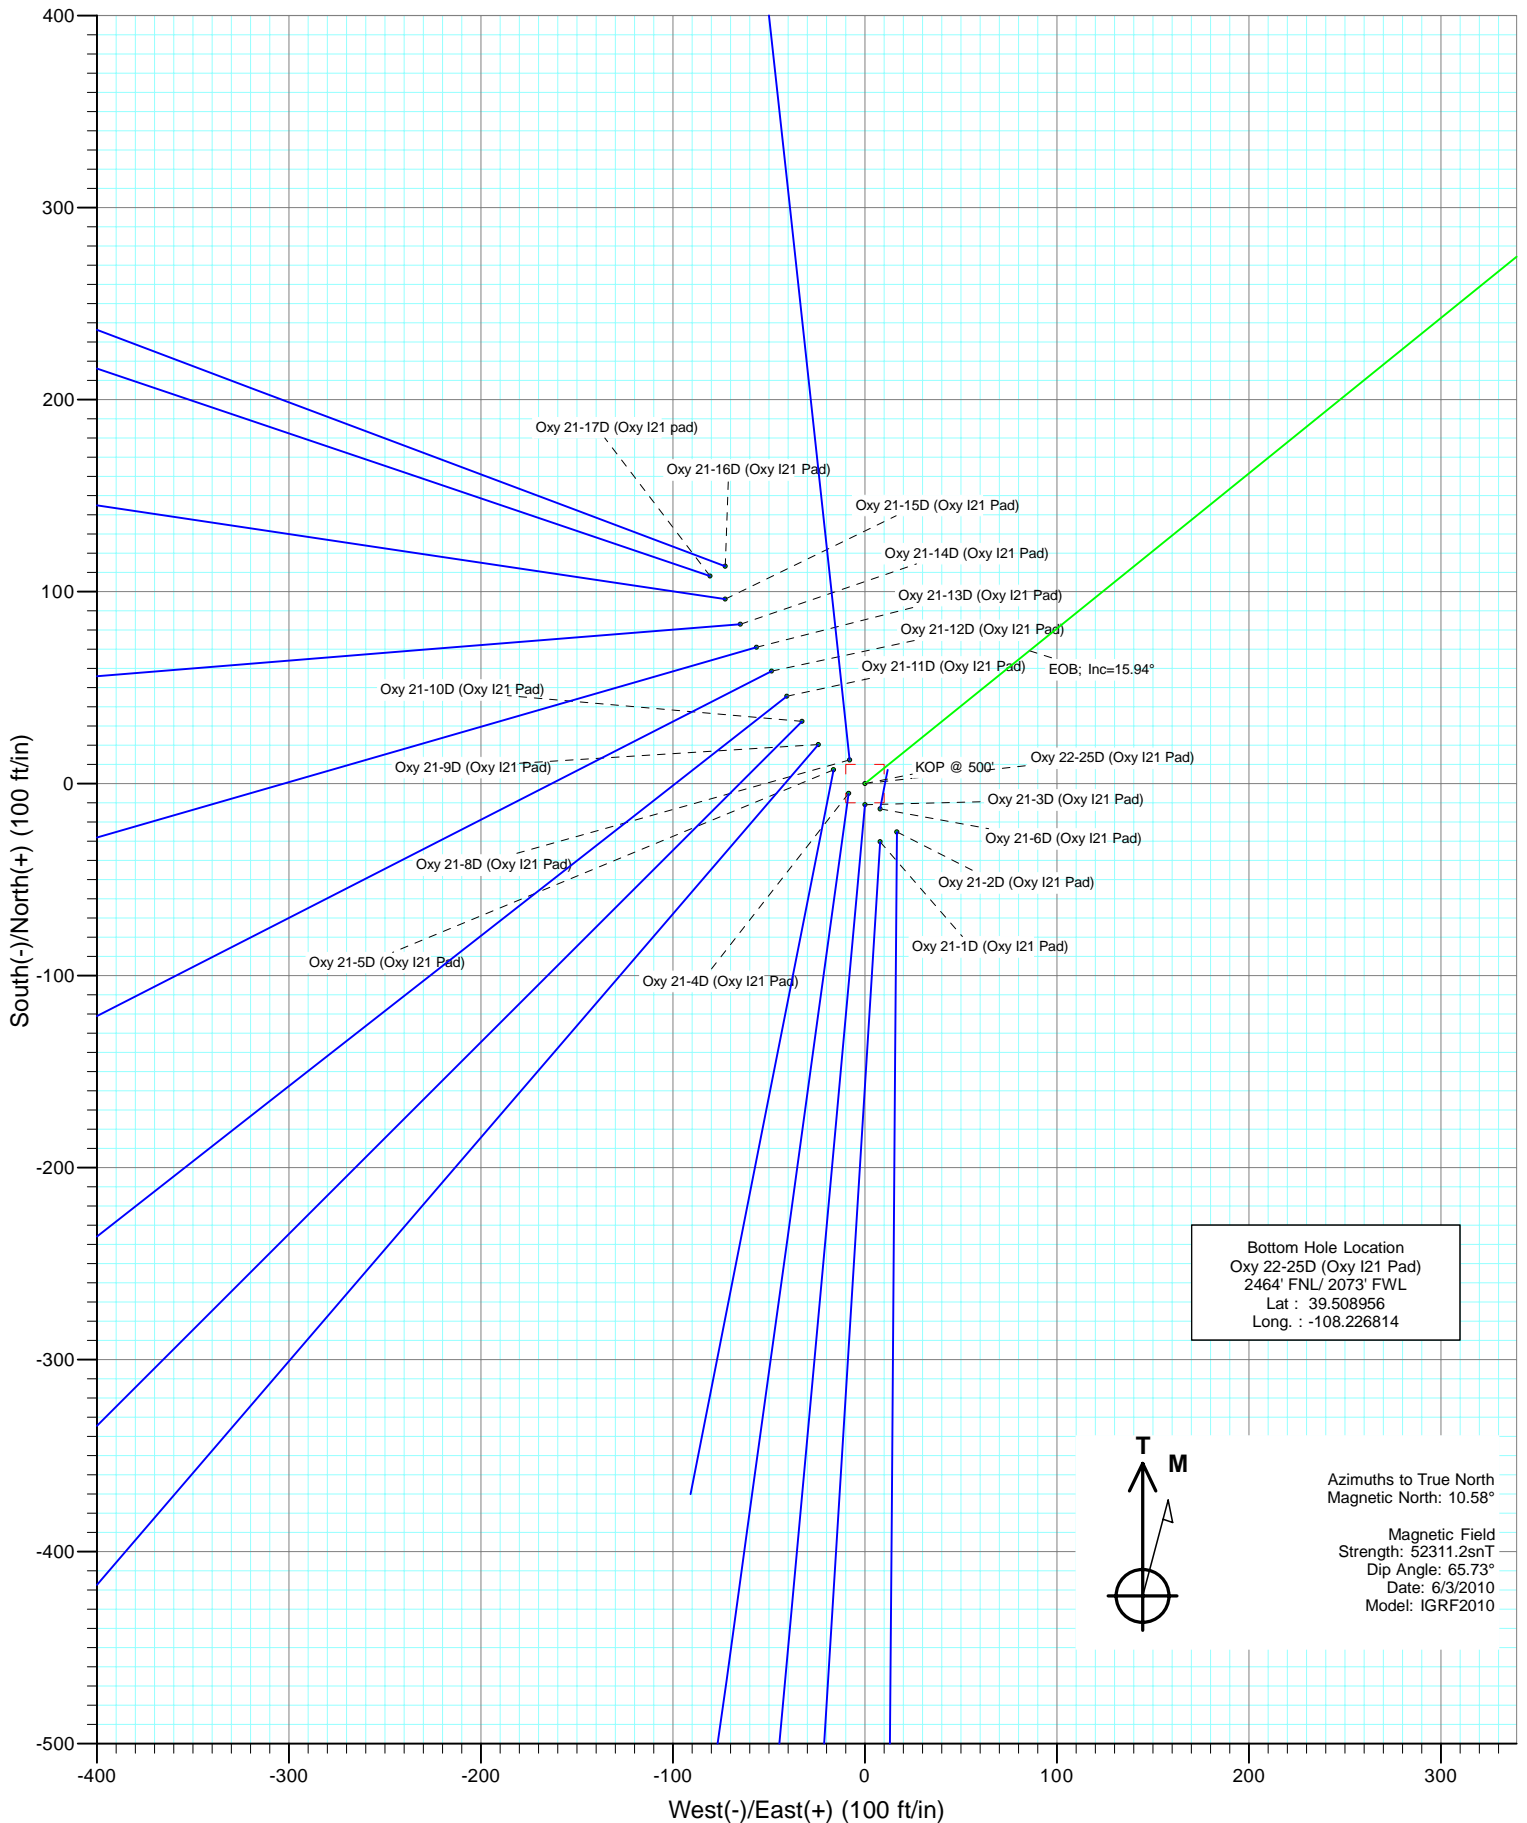 400
300
200
100
0
-100
-200
-300
-400
-500
South(-)/North(+) (100 ft/in)
Oxy 21-17D (Oxy I21 pad)
Oxy 21-16D (Oxy I21 Pad)
Oxy 21-15D (Oxy I21 Pad)
Oxy 21-14D (Oxy I21 Pad)
Oxy 21-13D (Oxy I21 Pad)
Oxy 21-12D (Oxy I21 Pad)
Oxy 21-11D (Oxy I21 Pad)
EOB; Inc=15.94°
Oxy 21-10D (Oxy I21 Pad)
Oxy 22-25D (Oxy I21 Pad)
KOP @ 500'
Oxy 21-9D (Oxy I21 Pad)
Oxy 21-3D (Oxy I21 Pad)
Oxy 21-6D (Oxy I21 Pad)
Oxy 21-8D (Oxy I21 Pad)
Oxy 21-2D (Oxy I21 Pad)
Oxy 21-1D (Oxy I21 Pad)
Oxy 21-5D (Oxy I21 Pad)
Oxy 21-4D (Oxy I21 Pad)
Bottom Hole Location
Oxy 22-25D (Oxy I21 Pad)
2464' FNL/ 2073' FWL
Lat : 39.508956
Long. : -108.226814
T
M
Azimuths to True North
Magnetic North: 10.58°
Magnetic Field
Strength: 52311.2snT
Dip Angle: 65.73°
Date: 6/3/2010
Model: IGRF2010
-400
-300
-200
-100
0
100
200
300
West(-)/East(+) (100 ft/in)